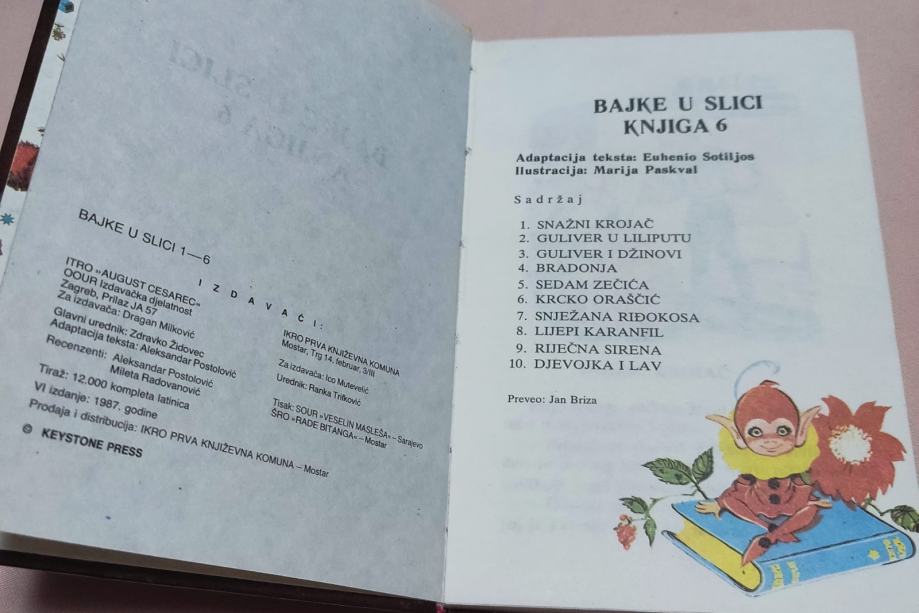 BAJKE U SLICI 1—6
I Z D A V A Č I :
ITRO »AUGUST CESAREC«
OOUR Izdavačka djelatnost
Zagreb, Prilaz JA 57
Za izdavača: Dragan Milković
Glavni urednik: Zdravko Židovec
Adaptacija teksta: Aleksandar Postolović
Recenzenti: Aleksandar Postolović
Mileta Radovanović
Tiraž: 12.000 kompleta latinica
VI izdanje: 1987. godine
Prodaja i distribucija: IKRO PRVA KNJIŽEVNA KOMUNA – Mostar
© KEYSTONE PRESS
IKRO PRVA KNJIŽEVNA KOMUNA
Mostar, Trg 14. februar, 3/III
Za izdavača: Ico Mutevelić
Urednik: Ranka Trifković
Tisak: SOUR »VESELIN MASLEŠA« – Sarajevo
ŠRO »RADE BITANGA« – Mostar
BAJKE U SLICI
KNJIGA 6
Adaptacija teksta: Euhenio Sotiljos
Ilustracija: Marija Paskval
Sadržaj
1. SNAŽNI KROJAČ
2. GULIVER U LILIPUTU
3. GULIVER I DŽINOVI
4. BRADONJA
5. SEDAM ZEČIĆA
6. KRCKO ORAŠČIĆ
7. SNJEŽANA RIĐOKOSA
8. LIJEPI KARANFIL
9. RIJEČNA SIRENA
10. DJEVOJKA I LAV
Preveo: Jan Briza